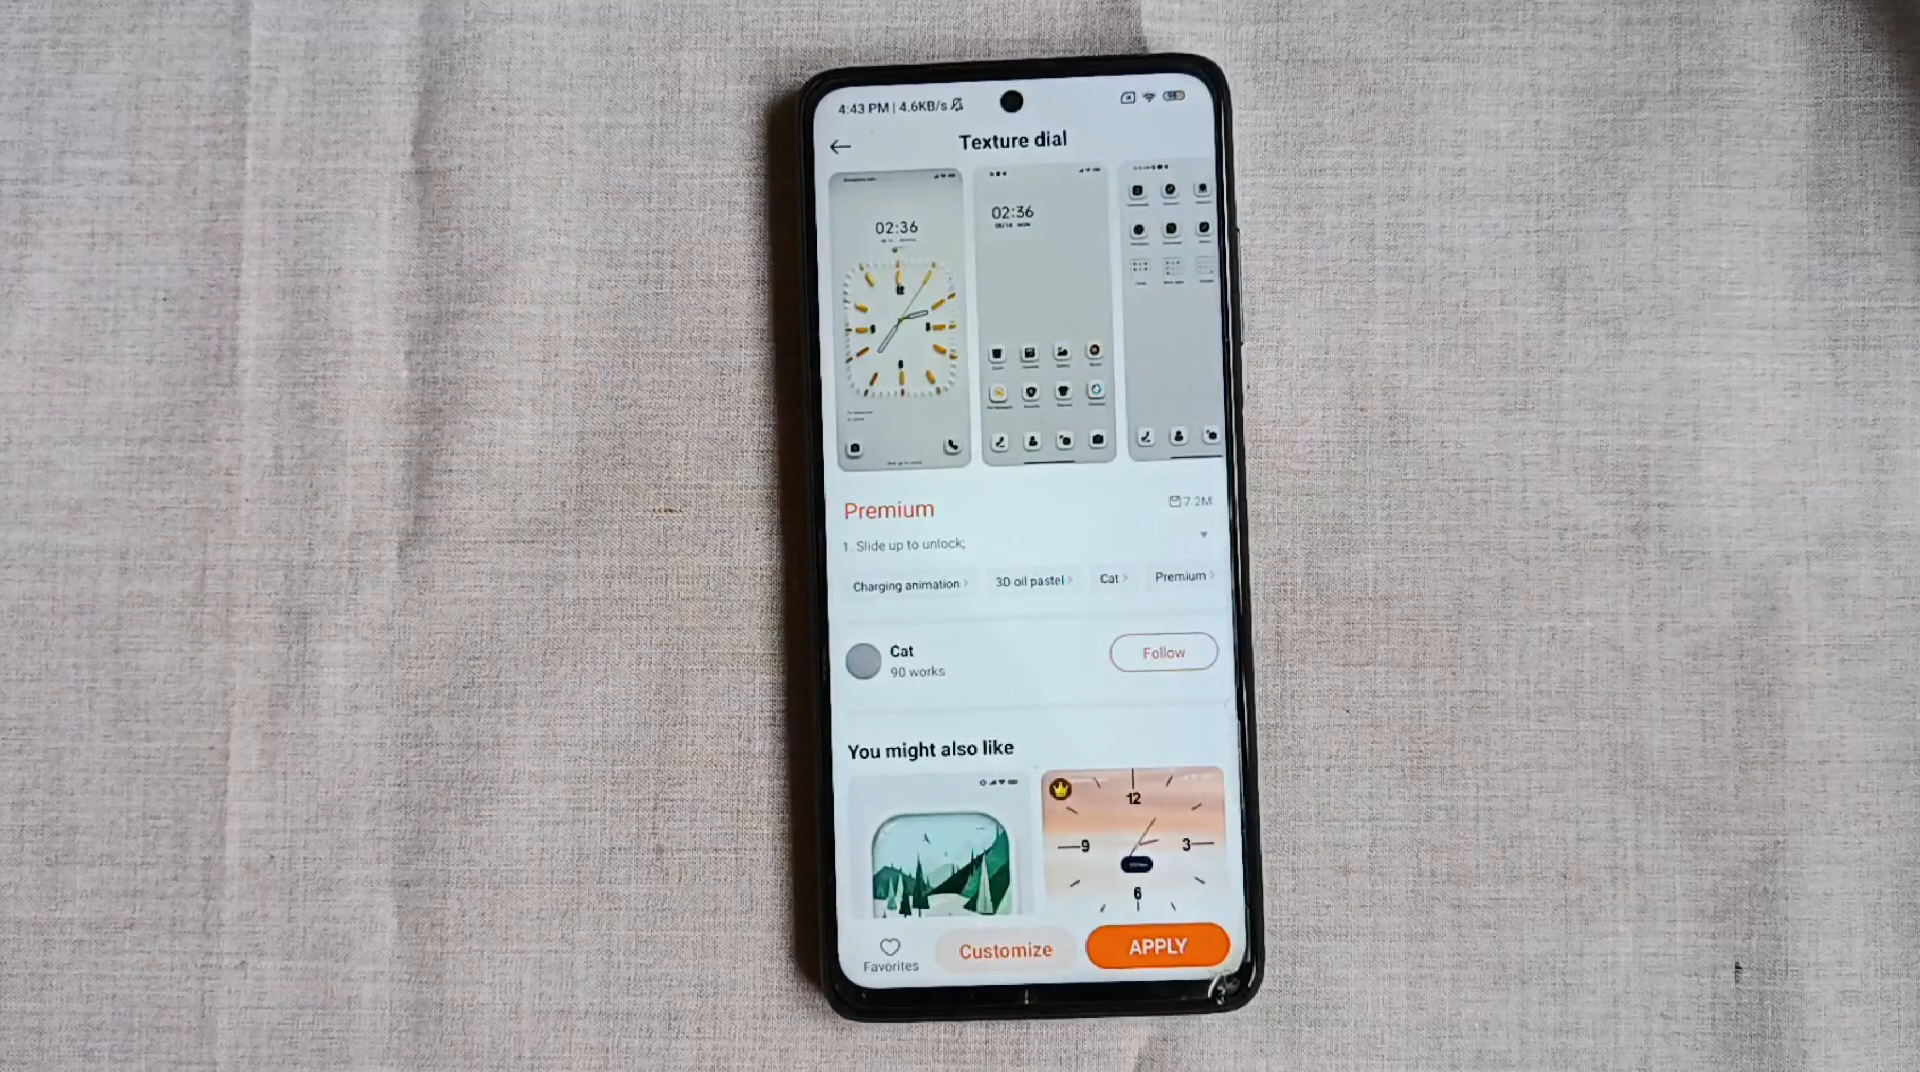 4:43 PM | 4.6KB/s
98
Texture dial
02:36
02:36
Premium
7.2M
1. Slide up to unlock;
Charging animation
3D oil pastel
Cat
Premium
Cat
90 works
Follow
You might also like
12
9
3
6
Favorites
Customize
APPLY